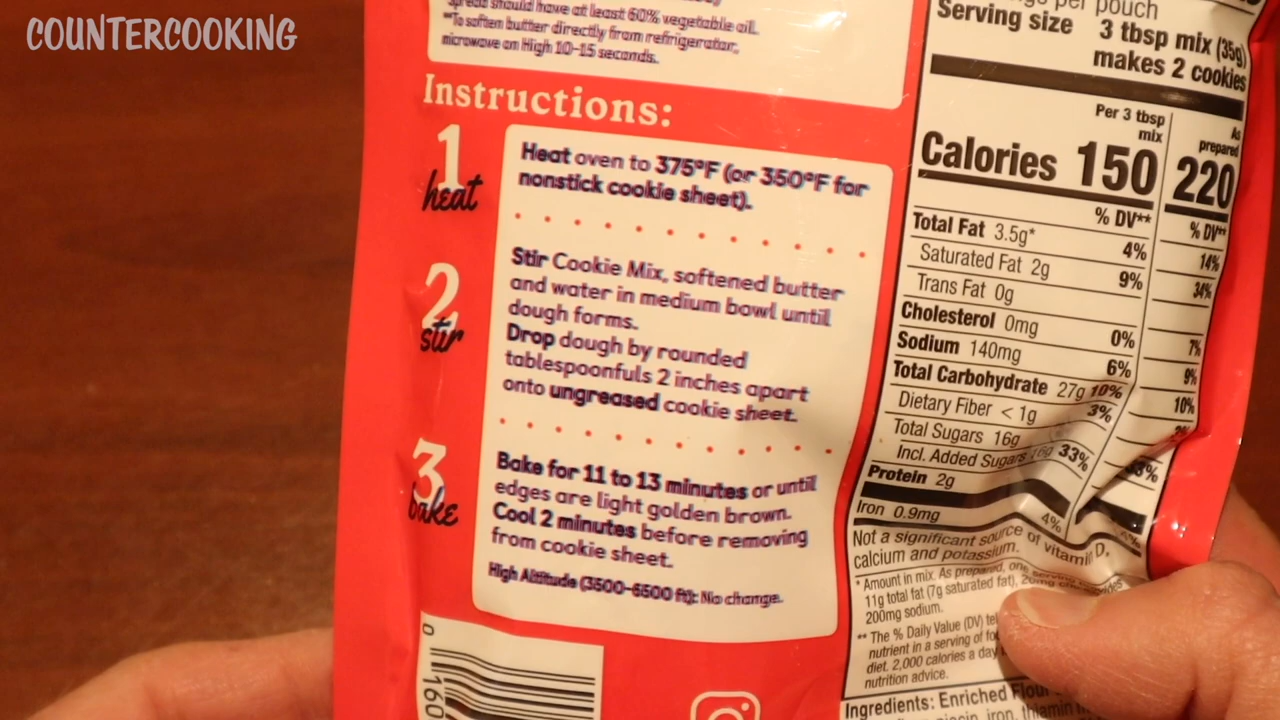 COUNTERCOOKING
spread should have at least 60% vegetable oil.
**To soften butter directly from refrigerator,
microwave on High 10-15 seconds.
Instructions:
1
heat
Heat oven to 375°F (or 350°F for
nonstick cookie sheet).
2
stir
Stir Cookie Mix, softened butter
and water in medium bowl until
dough forms.
Drop dough by rounded
tablespoonfuls 2 inches apart
onto ungreased cookie sheet.
3
bake
Bake for 11 to 13 minutes or until
edges are light golden brown.
Cool 2 minutes before removing
from cookie sheet.
High Altitude (3500-6500 ft): No change.
0 160
per pouch
Serving size 3 tbsp mix (35g)
makes 2 cookies
Per 3 tbsp
mix
As
prepared
Calories 150 220
% DV** % DV**
Total Fat 3.5g* 4% 14%
Saturated Fat 2g 9% 34%
Trans Fat 0g
Cholesterol 0mg 0% 7%
Sodium 140mg 6% 9%
Total Carbohydrate 27g 10% 10%
Dietary Fiber < 1g 3%
Total Sugars 16g
Incl. Added Sugars 16g 33% 33%
Protein 2g
Iron 0.9mg 4% 4%
Not a significant source of vitamin D,
calcium and potassium.
* Amount in mix. As prepared, one serving provides
11g total fat (7g saturated fat), 20mg
200mg sodium.
** The % Daily Value (DV)
nutrient in a serving of
diet. 2,000 calories a day
nutrition advice.
Ingredients: Enriched Flour
niacin, iron, thiamin